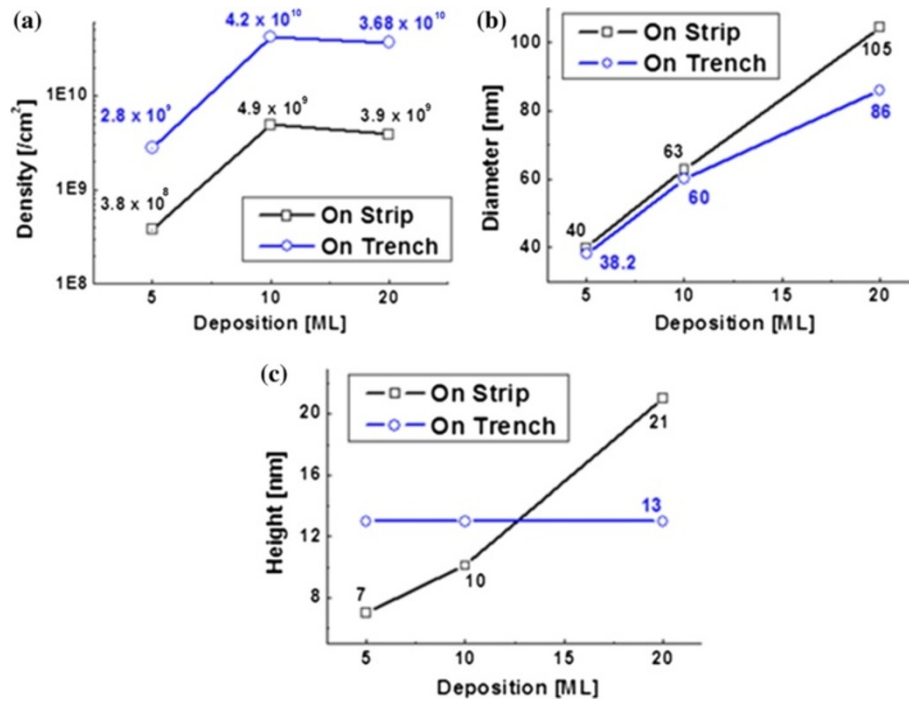 (a)
4.2 x 10¹⁰
3.68 x 10¹⁰
2.8 x 10⁹
4.9 x 10⁹
3.9 x 10⁹
3.8 x 10⁸
1E10
1E9
1E8
Density [/cm²]
On Strip
On Trench
5 10 20
Deposition [ML]
(b)
On Strip
On Trench
100
80
60
40
Diameter [nm]
105
86
63
60
40
38.2
5 10 15 20
Deposition [ML]
(c)
On Strip
On Trench
20
16
12
8
Height [nm]
21
13
10
7
5 10 15 20
Deposition [ML]